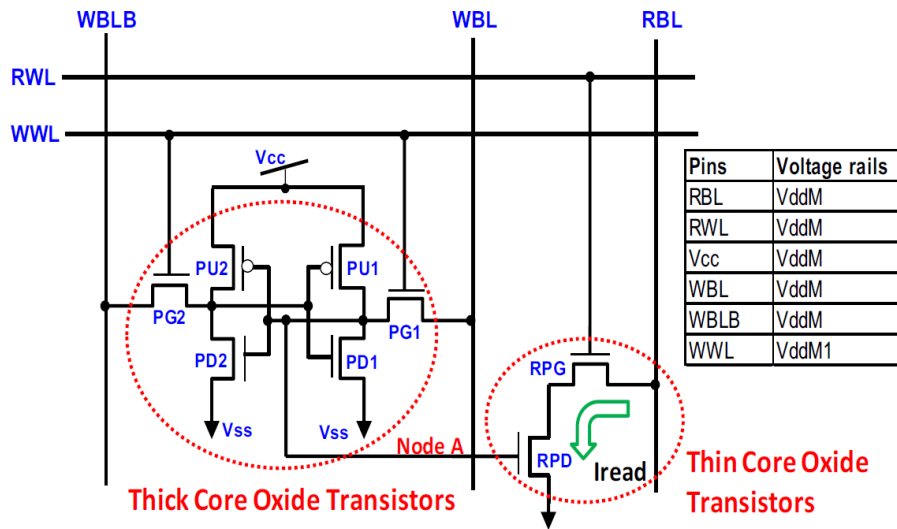 WBLB
WBL
RBL
RWL
WWL
Vcc
Pins Voltage rails
RBL VddM
RWL VddM
Vcc VddM
WBL VddM
WBLB VddM
WWL VddM1
PU2
PU1
PG2
PG1
PD2
PD1
RPG
Vss
Vss
Node A
RPD
Iread
Thick Core Oxide Transistors
Thin Core Oxide
Transistors